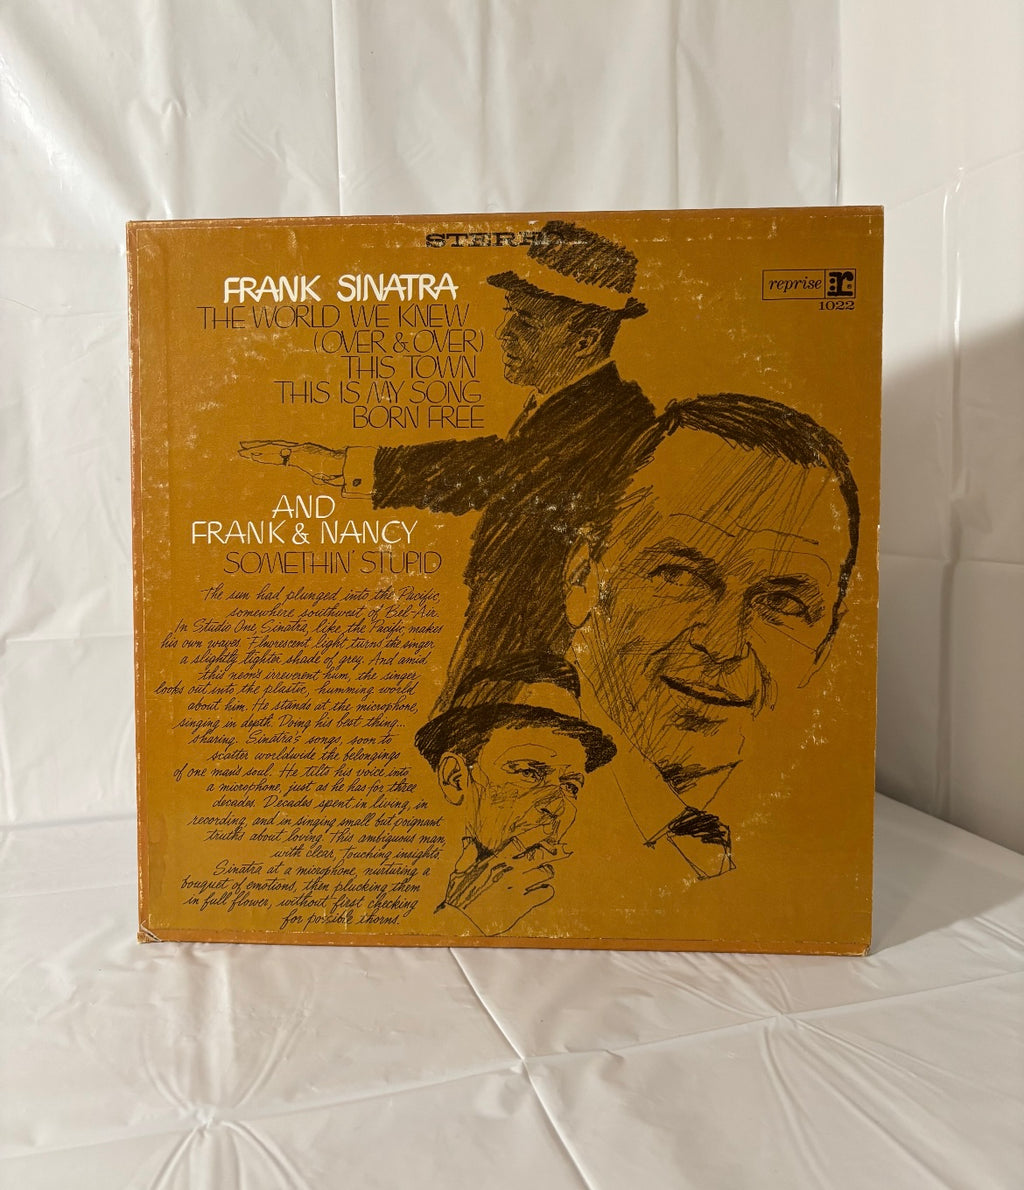 STEREO
FRANK SINATRA
THE WORLD WE KNEW
(OVER & OVER)
THIS TOWN
THIS IS MY SONG
BORN FREE
reprise r:
1022
AND
FRANK & NANCY
SOMETHIN' STUPID
The sun had plunged into the Pacific,
somewhere southwest of Bel-Air.
In Studio One, Sinatra, like the Pacific, makes
his own waves. Fluorescent light turns the singer
a slightly lighter shade of grey. And amid
this neon's irreverent hum, the singer
looks out into the plastic, humming world
about him. He stands at the microphone,
singing in depth. Doing his best thing...
sharing. Sinatra's songs, soon to
scatter worldwide the belongings
of one man's soul. He tilts his voice into
a microphone, just as he has for three
decades. Decades spent in living, in
recording, and in singing small but poignant
truths about loving. This ambiguous man,
with clear, touching insights.
Sinatra at a microphone, nurturing a
bouquet of emotions, then plucking them
in full flower, without first checking
for possible thorns.